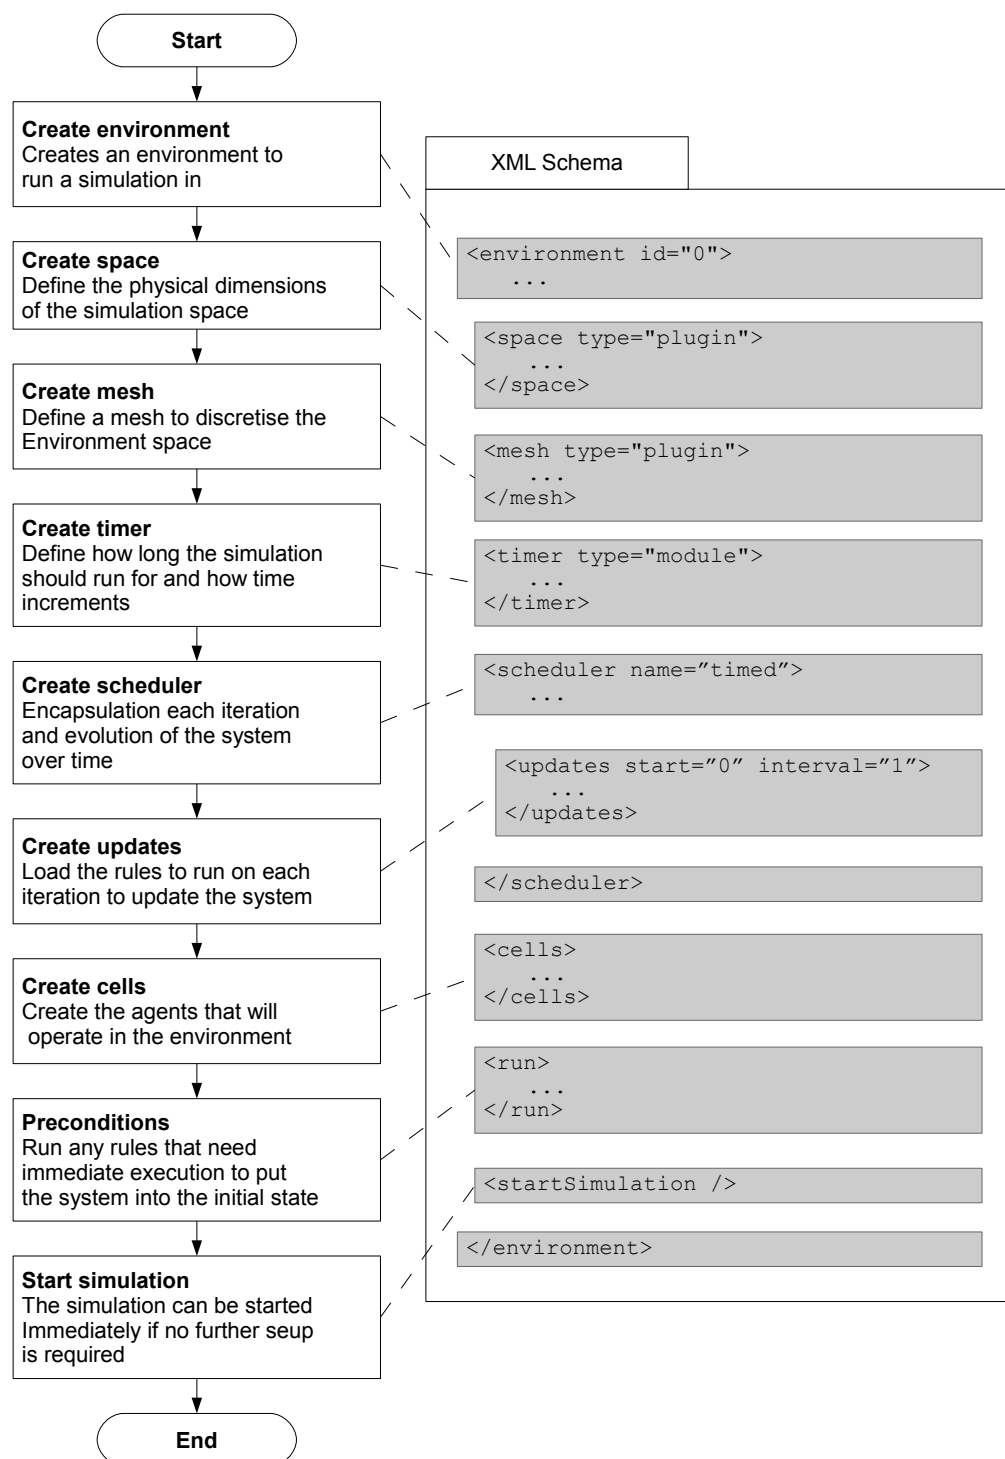 Start
Create environment
Creates an environment to
run a simulation in
Create space
Define the physical dimensions
of the simulation space
Create mesh
Define a mesh to discretise the
Environment space
Create timer
Define how long the simulation
should run for and how time
increments
Create scheduler
Encapsulation each iteration
and evolution of the system
over time
Create updates
Load the rules to run on each
iteration to update the system
Create cells
Create the agents that will
operate in the environment
Preconditions
Run any rules that need
immediate execution to put
the system into the initial state
Start simulation
The simulation can be started
Immediately if no further seup
is required
End
XML Schema
<environment id="0">
...
<space type="plugin">
...
</space>
<mesh type="plugin">
...
</mesh>
<timer type="module">
...
</timer>
<scheduler name=”timed”>
...
<updates start=”0” interval=”1”>
...
</updates>
</scheduler>
<cells>
...
</cells>
<run>
...
</run>
<startSimulation />
</environment>